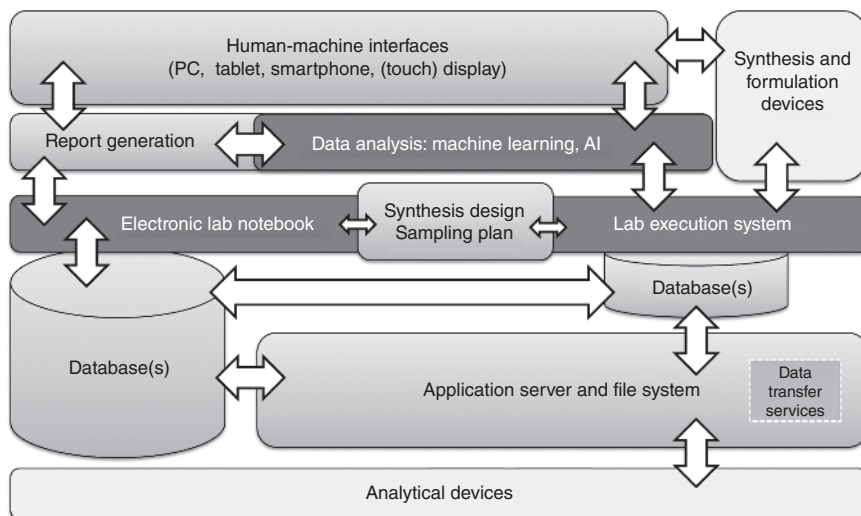 Human-machine interfaces
(PC, tablet, smartphone, (touch) display)
Synthesis and
formulation
devices
Report generation
Data analysis: machine learning, AI
Electronic lab notebook
Synthesis design
Sampling plan
Lab execution system
Database(s)
Database(s)
Application server and file system
Data
transfer
services
Analytical devices